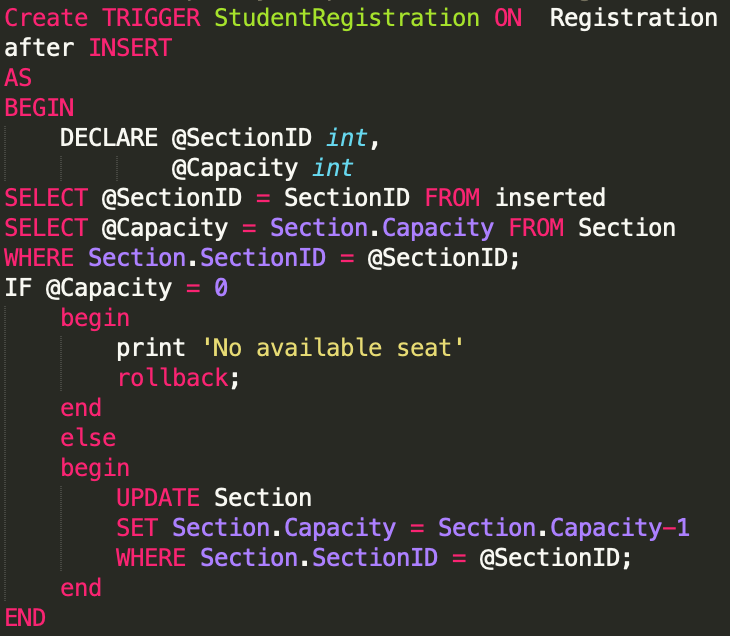 Create TRIGGER StudentRegistration ON  Registration
after INSERT
AS
BEGIN
    DECLARE @SectionID int,
            @Capacity int
SELECT @SectionID = SectionID FROM inserted
SELECT @Capacity = Section.Capacity FROM Section
WHERE Section.SectionID = @SectionID;
IF @Capacity = 0
    begin
        print 'No available seat'
        rollback;
    end
    else
    begin
        UPDATE Section
        SET Section.Capacity = Section.Capacity-1
        WHERE Section.SectionID = @SectionID;
    end
END